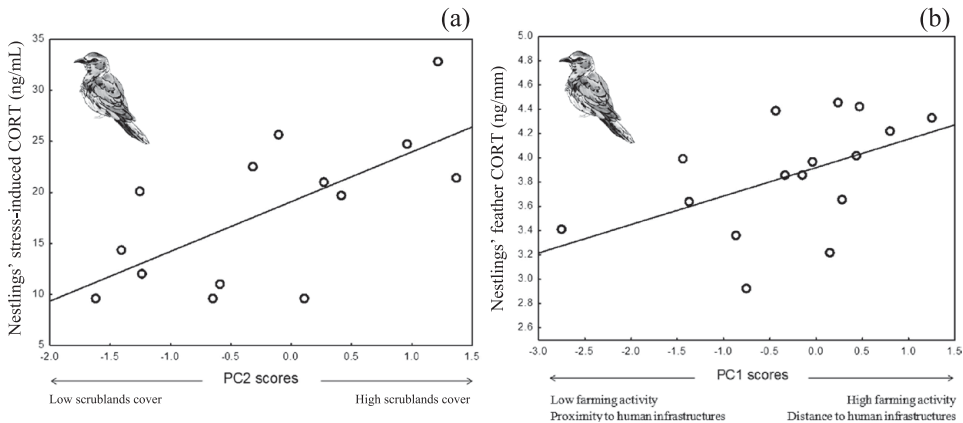 (a)
Nestlings' stress-induced CORT (ng/mL)
35
30
25
20
15
10
5
-2.0 -1.5 -1.0 -0.5 0.0 0.5 1.0 1.5
PC2 scores
Low scrublands cover High scrublands cover
(b)
Nestlings' feather CORT (ng/mm)
5.0
4.8
4.6
4.4
4.2
4.0
3.8
3.6
3.4
3.2
3.0
2.8
2.6
-3.0 -2.5 -2.0 -1.5 -1.0 -0.5 0.0 0.5 1.0 1.5
PC1 scores
Low farming activity High farming activity
Proximity to human infrastructures Distance to human infrastructures